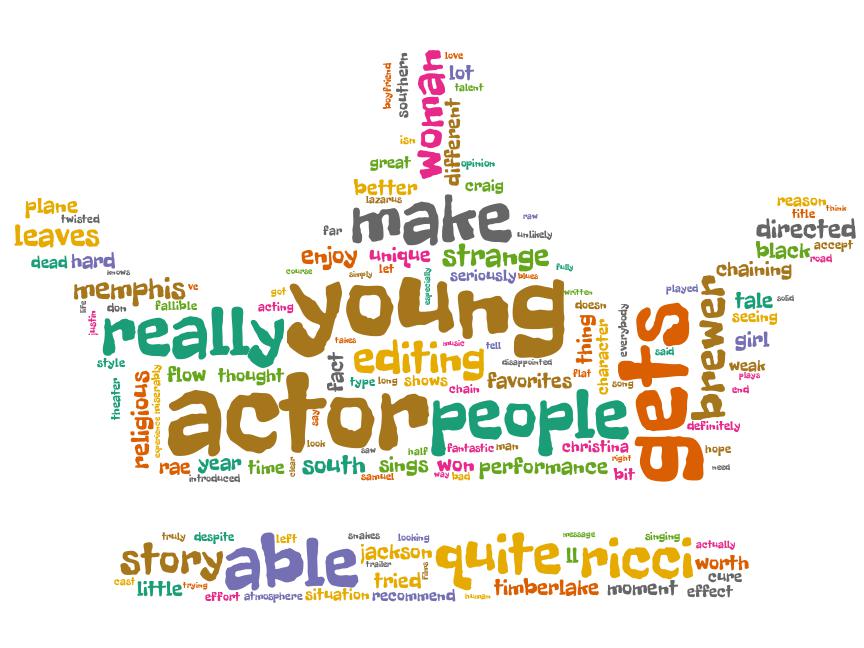 love
woman
lot
boyfriend
southern
talent
different
isn
great
opinion
better
craig
lazarus
make
raw
far
unlikely
plane
twisted
leaves
dead
hard
knows
reason
think
title
directed
accept
black
road
chaining
enjoy
unique
strange
course
simply
let
especially
seriously
blues
fully
memphis
ve
life
don
fallible
justin
got
acting
young
written
doesn
played
tale
solid
seeing
everybody
thing
character
gets
brewer
said
girl
really
takes
music
tell
editing
disappointed
fact
style
flow
thought
type
long
shows
chain
favorites
flat
song
weak
plays
end
theater
religious
experience
miserably
actor
say
people
definitely
look
saw
half
fantastic
man
christina
hope
rae
year
time
clear
south
sings
won
performance
right
bit
need
introduced
samuel
way
bad
truly
despite
left
snakes
looking
message
singing
actually
story
able
jackson
quite
ll
ricci
worth
trailer
cast
little
trying
tried
films
timberlake
moment
cure
effort
atmosphere
situation
recommend
human
effect